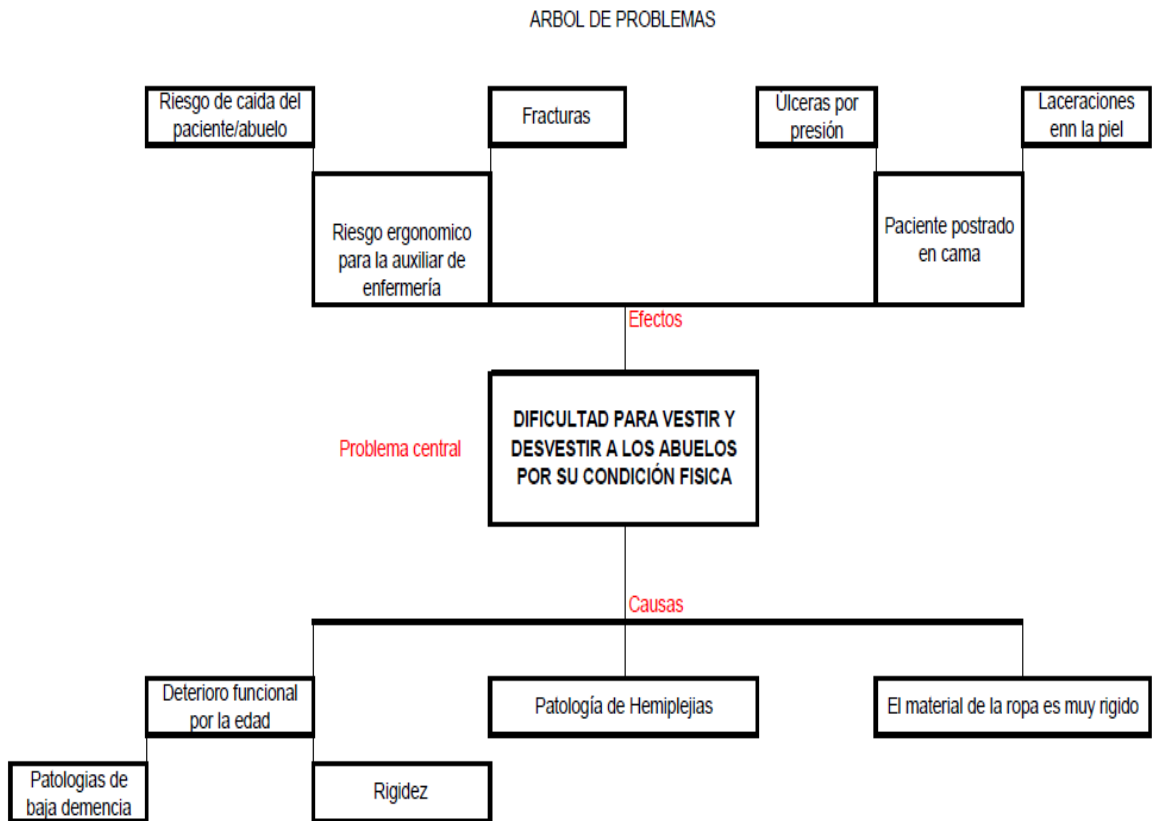 ARBOL DE PROBLEMAS
Riesgo de caida del
paciente/abuelo
Fracturas
Úlceras por
presión
Laceraciones
enn la piel
Riesgo ergonomico
para la auxiliar de
enfermería
Paciente postrado
en cama
Efectos
Problema central
DIFICULTAD PARA VESTIR Y
DESVESTIR A LOS ABUELOS
POR SU CONDICIÓN FISICA
Causas
Deterioro funcional
por la edad
Patología de Hemiplejias
El material de la ropa es muy rigido
Patologias de
baja demencia
Rigidez